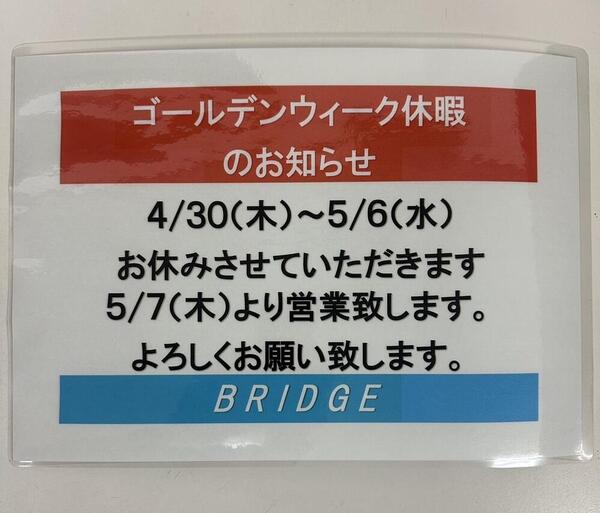 ゴールデンウィーク休暇
のお知らせ
4/30(木)～5/6(水)
お休みさせていただきます
5/7(木)より営業致します。
よろしくお願い致します。
BRIDGE